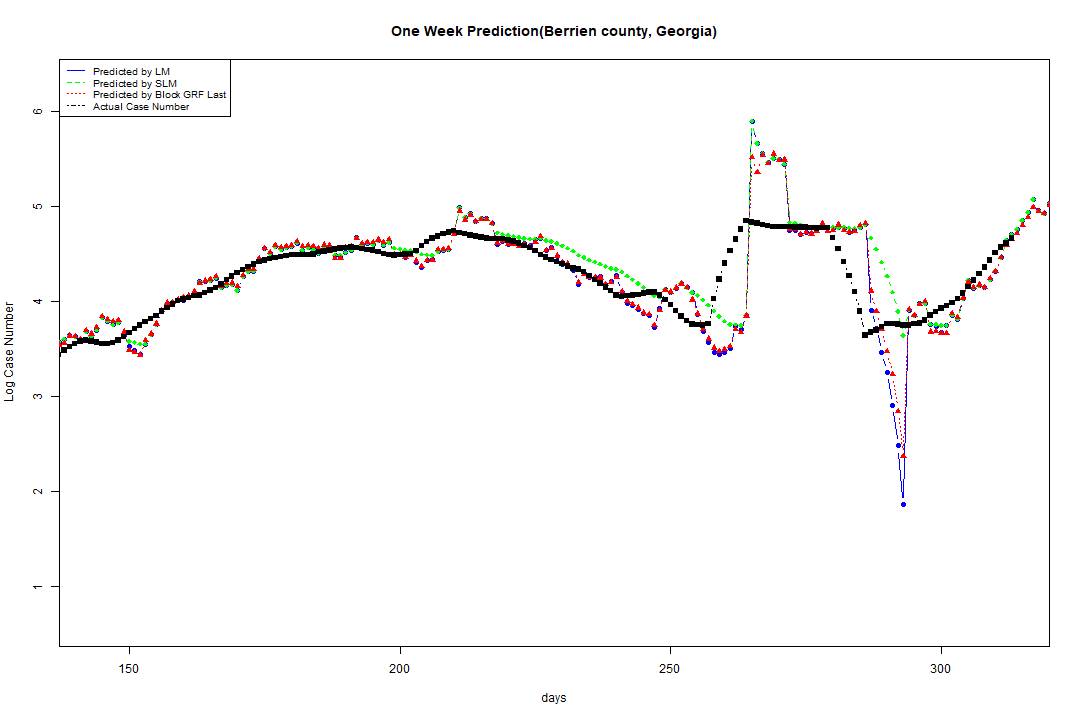 One Week Prediction(Berrien county, Georgia)
Predicted by LM
Predicted by SLM
Predicted by Block GRF Last
Actual Case Number
Log Case Number
6
5
4
3
2
1
150
200
250
300
days